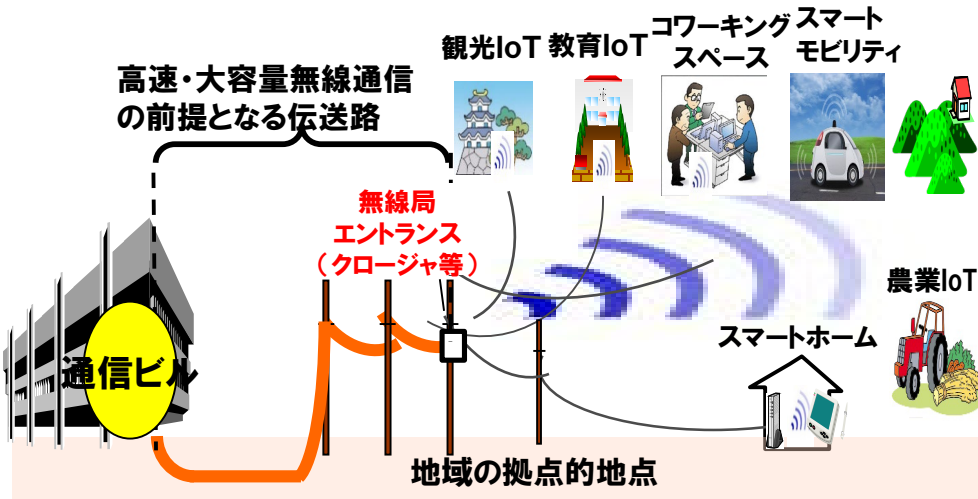 高速・大容量無線通信
の前提となる伝送路
観光IoT
教育IoT
コワーキング
スペース
スマート
モビリティ
無線局
エントランス
（クロージャ等）
農業IoT
スマートホーム
通信ビル
地域の拠点的地点